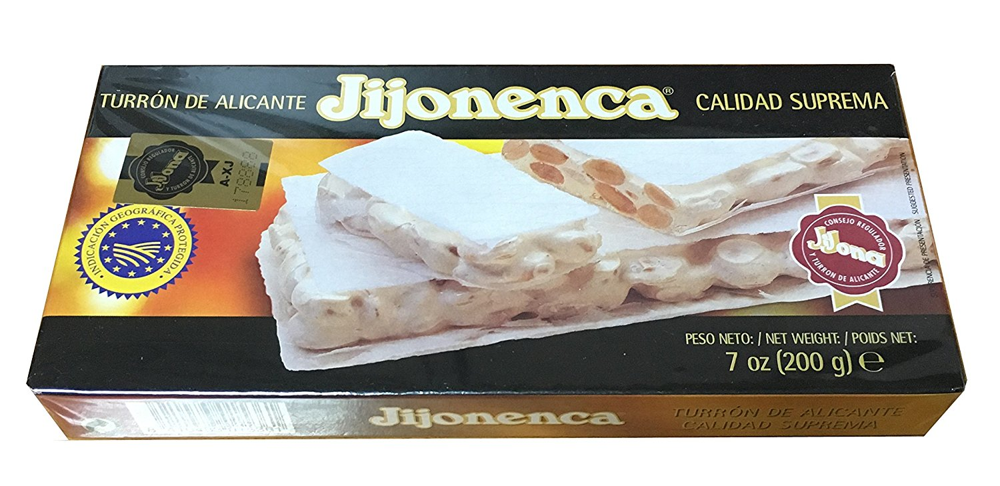 TURRÓN DE ALICANTE
Jijonenca®
CALIDAD SUPREMA
CONSEJO REGULADOR
Jijona
Y TURRON DE ALICANTE
A-XJ
INDICACIÓN GEOGRÁFICA PROTEGIDA
CONSEJO REGULADOR
Jijona
Y TURRON DE ALICANTE
DE PRESENTACIÓN SUGGESTED PRESENTATION
PESO NETO: / NET WEIGHT: / POIDS NET:
7 oz (200 g) ℮
Jijonenca
TURRÓN DE ALICANTE
CALIDAD SUPREMA